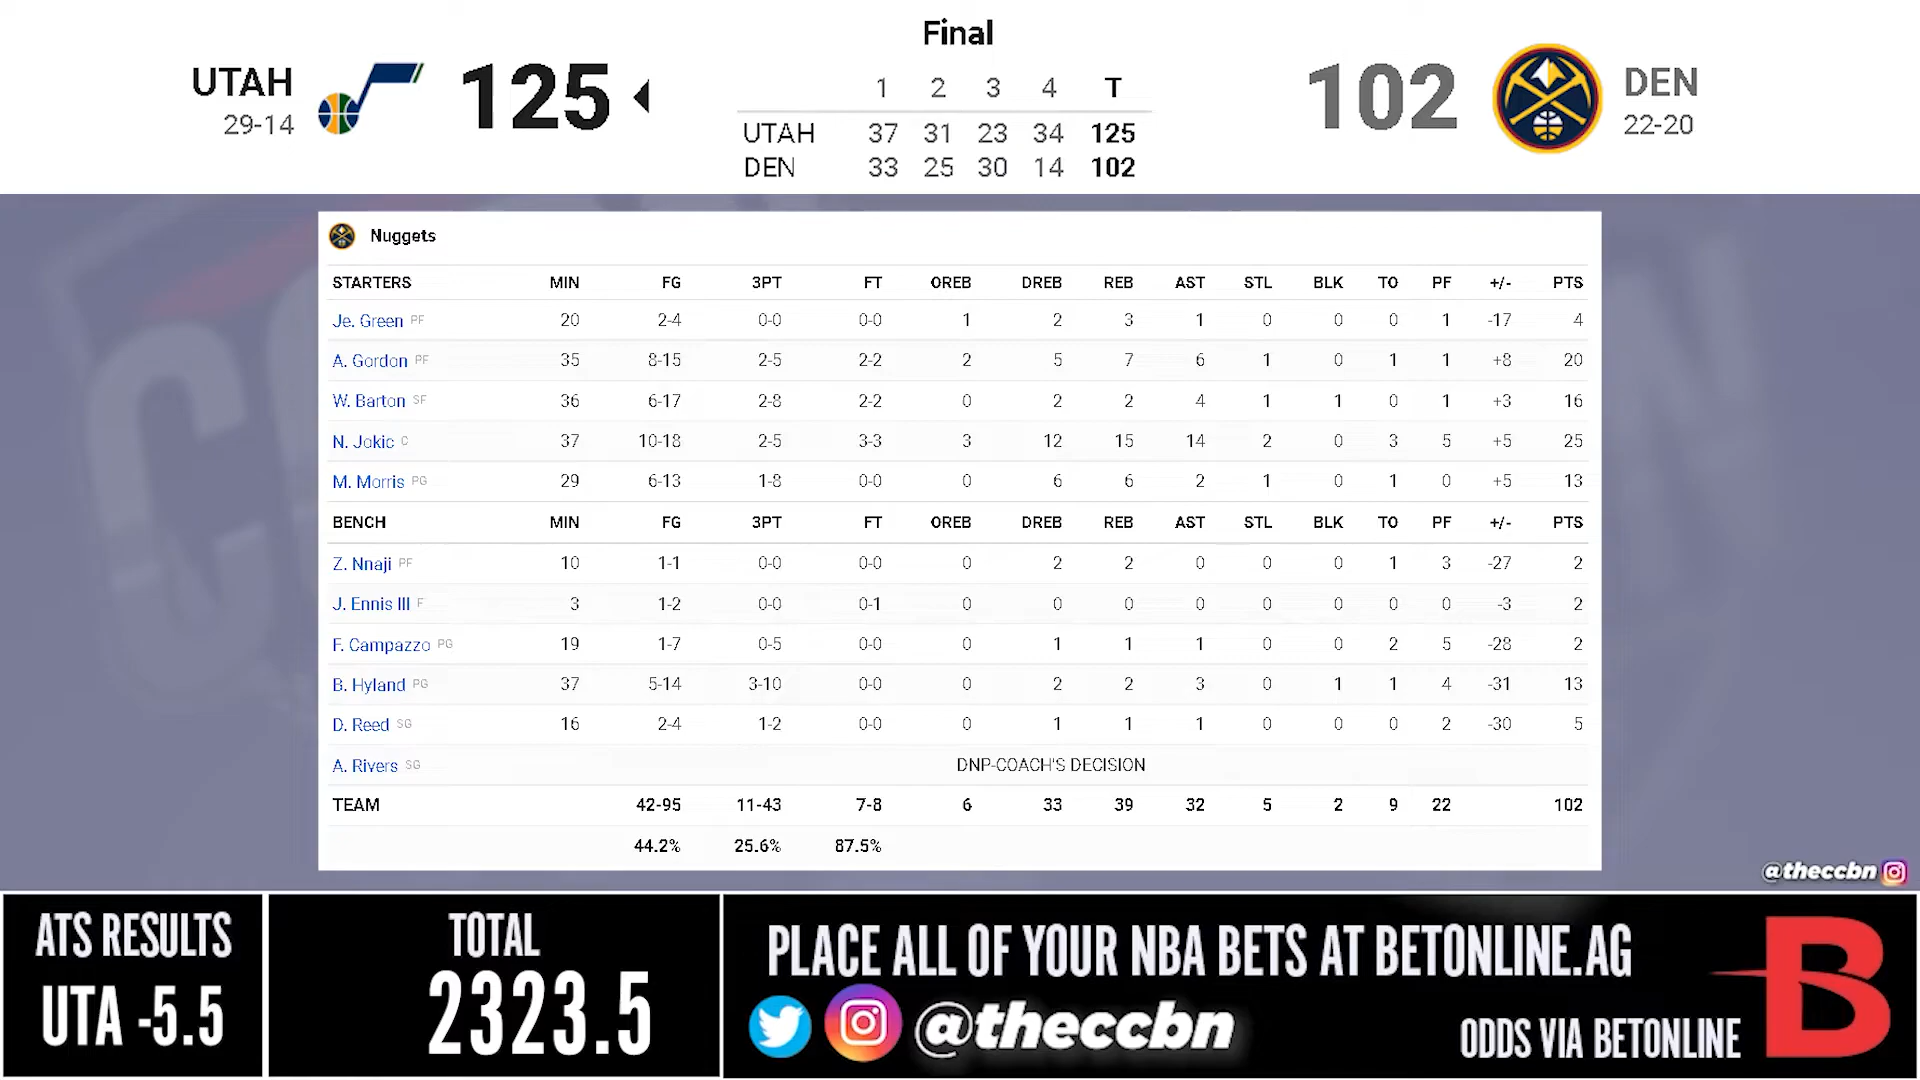 Final
UTAH 125 1 2 3 4 T 102 DEN
29-14 UTAH 37 31 23 34 125 22-20
DEN 33 25 30 14 102
Nuggets
STARTERS MIN FG 3PT FT OREB DREB REB AST STL BLK TO PF +/- PTS
Je. Green PF 20 2-4 0-0 0-0 1 2 3 1 0 0 0 1 -17 4
A. Gordon PF 35 8-15 2-5 2-2 2 5 7 6 1 0 1 1 +8 20
W. Barton SF 36 6-17 2-8 2-2 0 2 2 4 1 1 0 1 +3 16
N. Jokic C 37 10-18 2-5 3-3 3 12 15 14 2 0 3 5 +5 25
M. Morris PG 29 6-13 1-8 0-0 0 6 6 2 1 0 1 0 +5 13
BENCH MIN FG 3PT FT OREB DREB REB AST STL BLK TO PF +/- PTS
Z. Nnaji PF 10 1-1 0-0 0-0 0 2 2 0 0 0 1 3 -27 2
J. Ennis III F 3 1-2 0-0 0-1 0 0 0 0 0 0 0 0 -3 2
F. Campazzo PG 19 1-7 0-5 0-0 0 1 1 1 0 0 2 5 -28 2
B. Hyland PG 37 5-14 3-10 0-0 0 2 2 3 0 1 1 4 -31 13
D. Reed SG 16 2-4 1-2 0-0 0 1 1 1 0 0 0 2 -30 5
A. Rivers SG DNP-COACH'S DECISION
TEAM 42-95 11-43 7-8 6 33 39 32 5 2 9 22 102
44.2% 25.6% 87.5%
@theccbn
ATS RESULTS
UTA -5.5
TOTAL
2323.5
PLACE ALL OF YOUR NBA BETS AT BETONLINE.AG
@theccbn
ODDS VIA BETONLINE
B